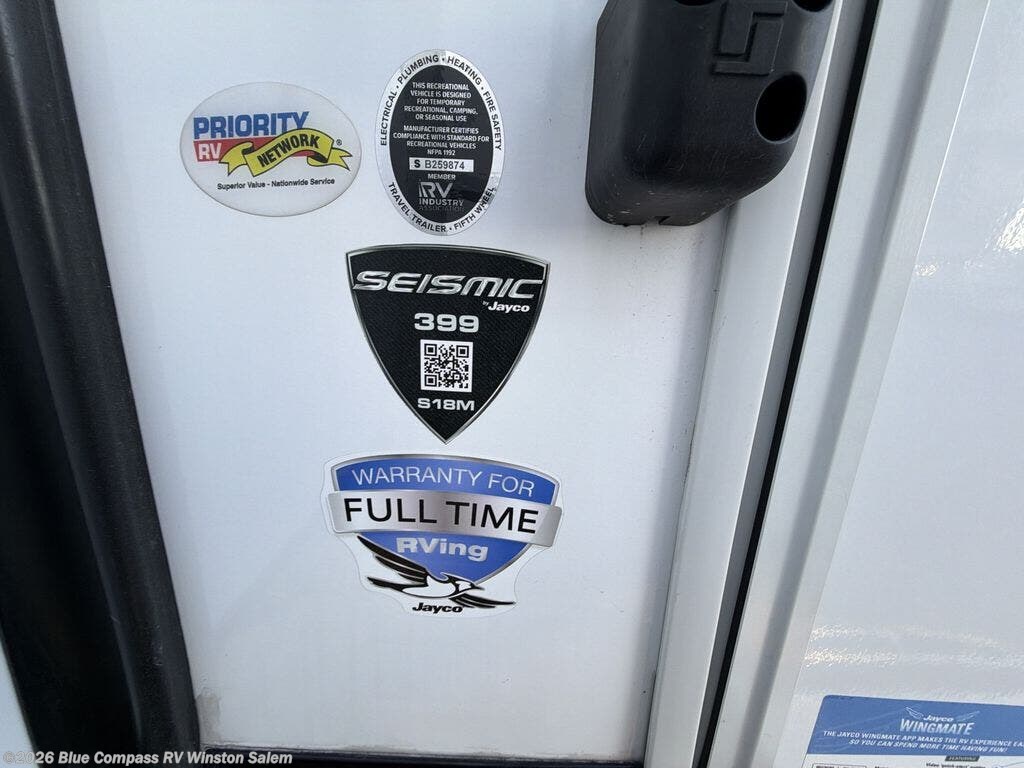 PRIORITY
RV
NETWORK
®
Superior Value - Nationwide Service
ELECTRICAL • PLUMBING • HEATING • FIRE SAFETY
THIS RECREATIONAL
VEHICLE IS DESIGNED
FOR TEMPORARY
RECREATIONAL, CAMPING,
OR SEASONAL USE
MANUFACTURER CERTIFIES
COMPLIANCE WITH STANDARD FOR
RECREATIONAL VEHICLES
NFPA 1192
S B259874
MEMBER
RV
INDUSTRY
ASSOCIATION
TRAVEL TRAILER • FIFTH WHEEL
SEISMIC
by Jayco
399
S18M
WARRANTY FOR
FULL TIME
RVing
Jayco
Jayco
WINGMATE
THE JAYCO WINGMATE APP MAKES THE RV EXPERIENCE EA
SO YOU CAN SPEND MORE TIME HAVING FUN!
FEATURING
©2026 Blue Compass RV Winston Salem